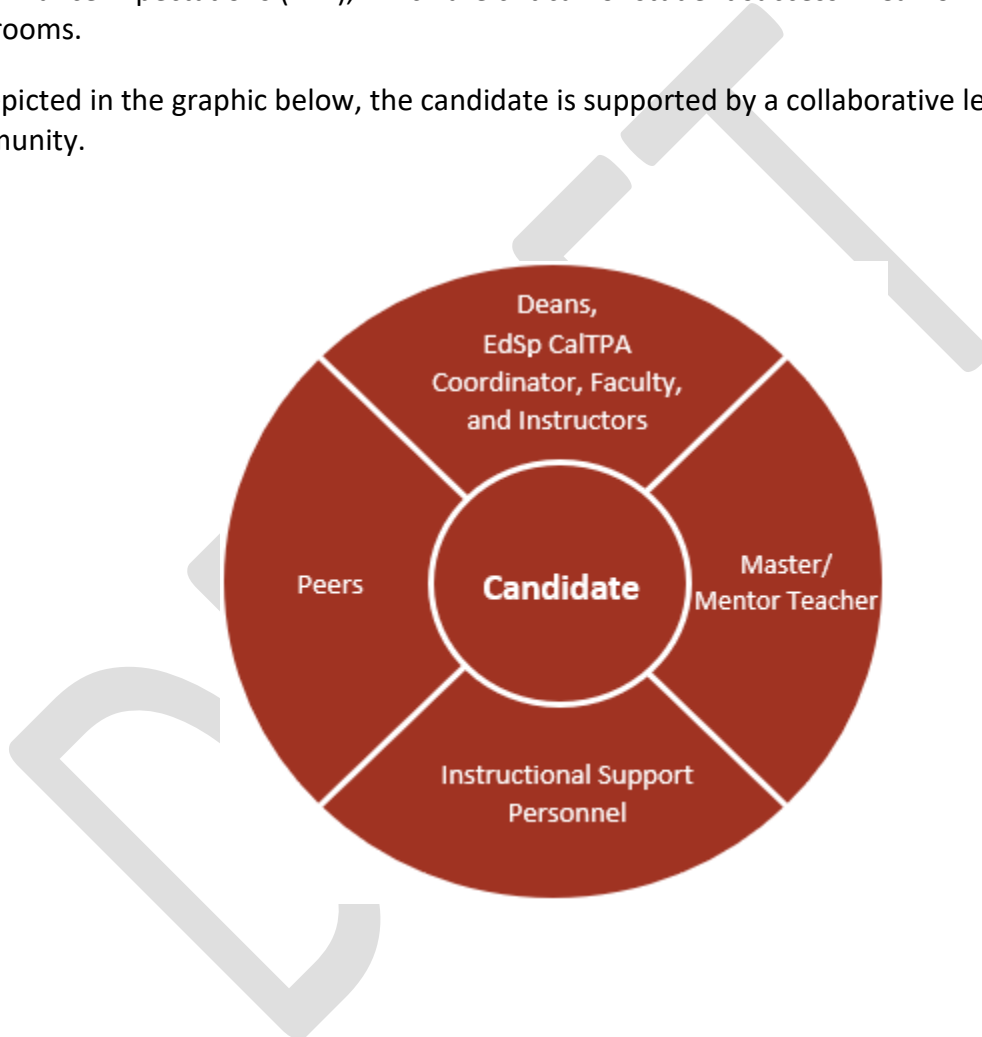 rooms.
picted in the graphic below, the candidate is supported by a collaborative le
nunity.
Deans,
EdSp CalTPA
Coordinator, Faculty,
and Instructors
Peers
Candidate
Master/
Mentor Teacher
Instructional Support
Personnel